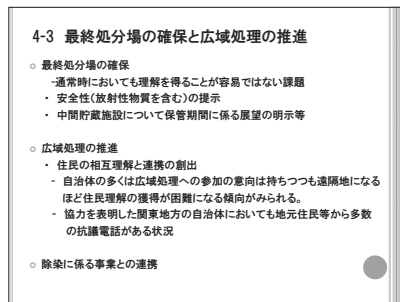 4-3 最終処分場の確保と広域処理の推進
○ 最終処分場の確保
-通常時においても理解を得ることが容易ではない課題
・ 安全性(放射性物質を含む)の提示
・ 中間貯蔵施設について保管期間に係る展望の明示等
○ 広域処理の推進
・ 住民の相互理解と連携の創出
- 自治体の多くは広域処理への参加の意向は持ちつつも遠隔地になる
ほど住民理解の獲得が困難になる傾向がみられる。
- 協力を表明した関東地方の自治体においても地元住民等から多数
の抗議電話がある状況
○ 除染に係る事業との連携